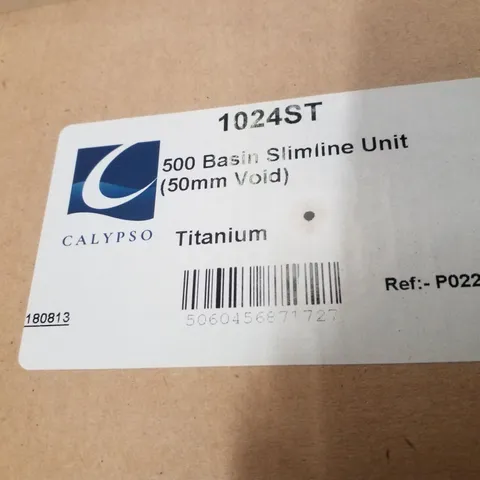 1024ST
500 Basin Slimline Unit
(50mm Void)
CALYPSO
Titanium
Ref:- P022
180813
5060456871727